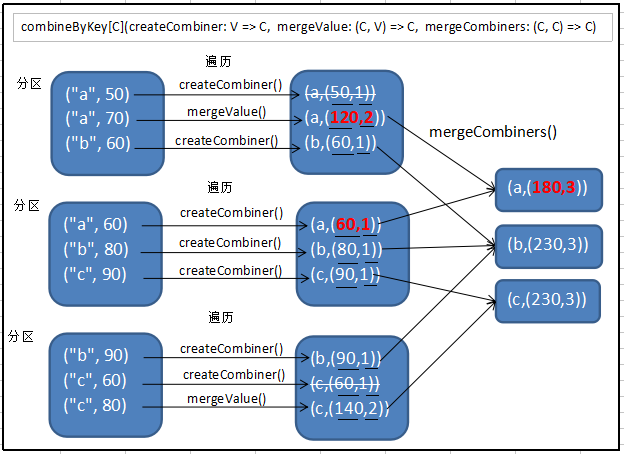 combineByKey[C](createCombiner: V => C, mergeValue: (C, V) => C, mergeCombiners: (C, C) => C)
遍历
分区
("a", 50)
("a", 70)
("b", 60)
createCombiner()
mergeValue()
createCombiner()
(a,(50,1))
(a,(120,2))
(b,(60,1))
mergeCombiners()
遍历
分区
("a", 60)
("b", 80)
("c", 90)
createCombiner()
createCombiner()
createCombiner()
(a,(60,1))
(b,(80,1))
(c,(90,1))
(a,(180,3))
(b,(230,3))
(c,(230,3))
遍历
分区
("b", 90)
("c", 60)
("c", 80)
createCombiner()
createCombiner()
mergeValue()
(b,(90,1))
(c,(60,1))
(c,(140,2))